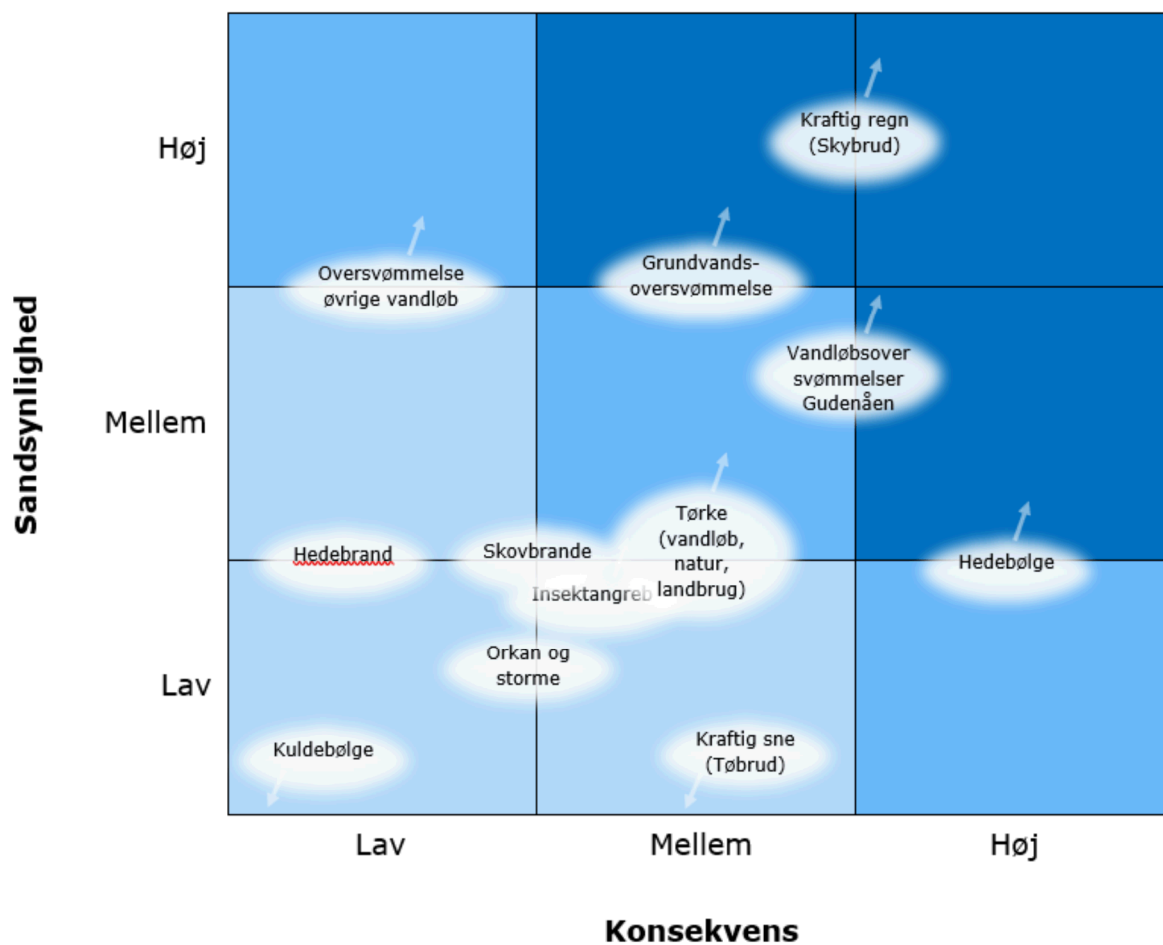 Høj
Kraftig regn
(Skybrud)
Oversvømmelse
øvrige vandløb
Grundvands-
oversvømmelse
Sandsynlighed
Mellem
Vandløbsover
svømmelser
Gudenåen
Hedebrand
Skovbrande
Tørke
(vandløb,
natur,
landbrug)
Insektangreb
Hedebølge
Lav
Orkan og
storme
Kuldebølge
Kraftig sne
(Tøbrud)
Lav
Mellem
Høj
Konsekvens